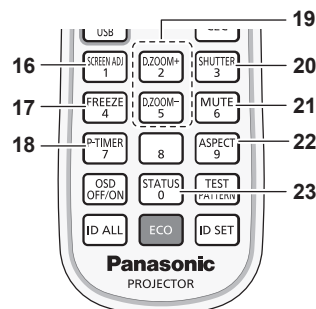 19
USB
16
SCREEN ADJ
1
D.ZOOM+
2
SHUTTER
3
20
17
FREEZE
4
D.ZOOM−
5
MUTE
6
21
18
P-TIMER
7
8
ASPECT
9
22
OSD
OFF/ON
STATUS
0
TEST
PATTERN
23
ID ALL
ECO
ID SET
Panasonic
PROJECTOR